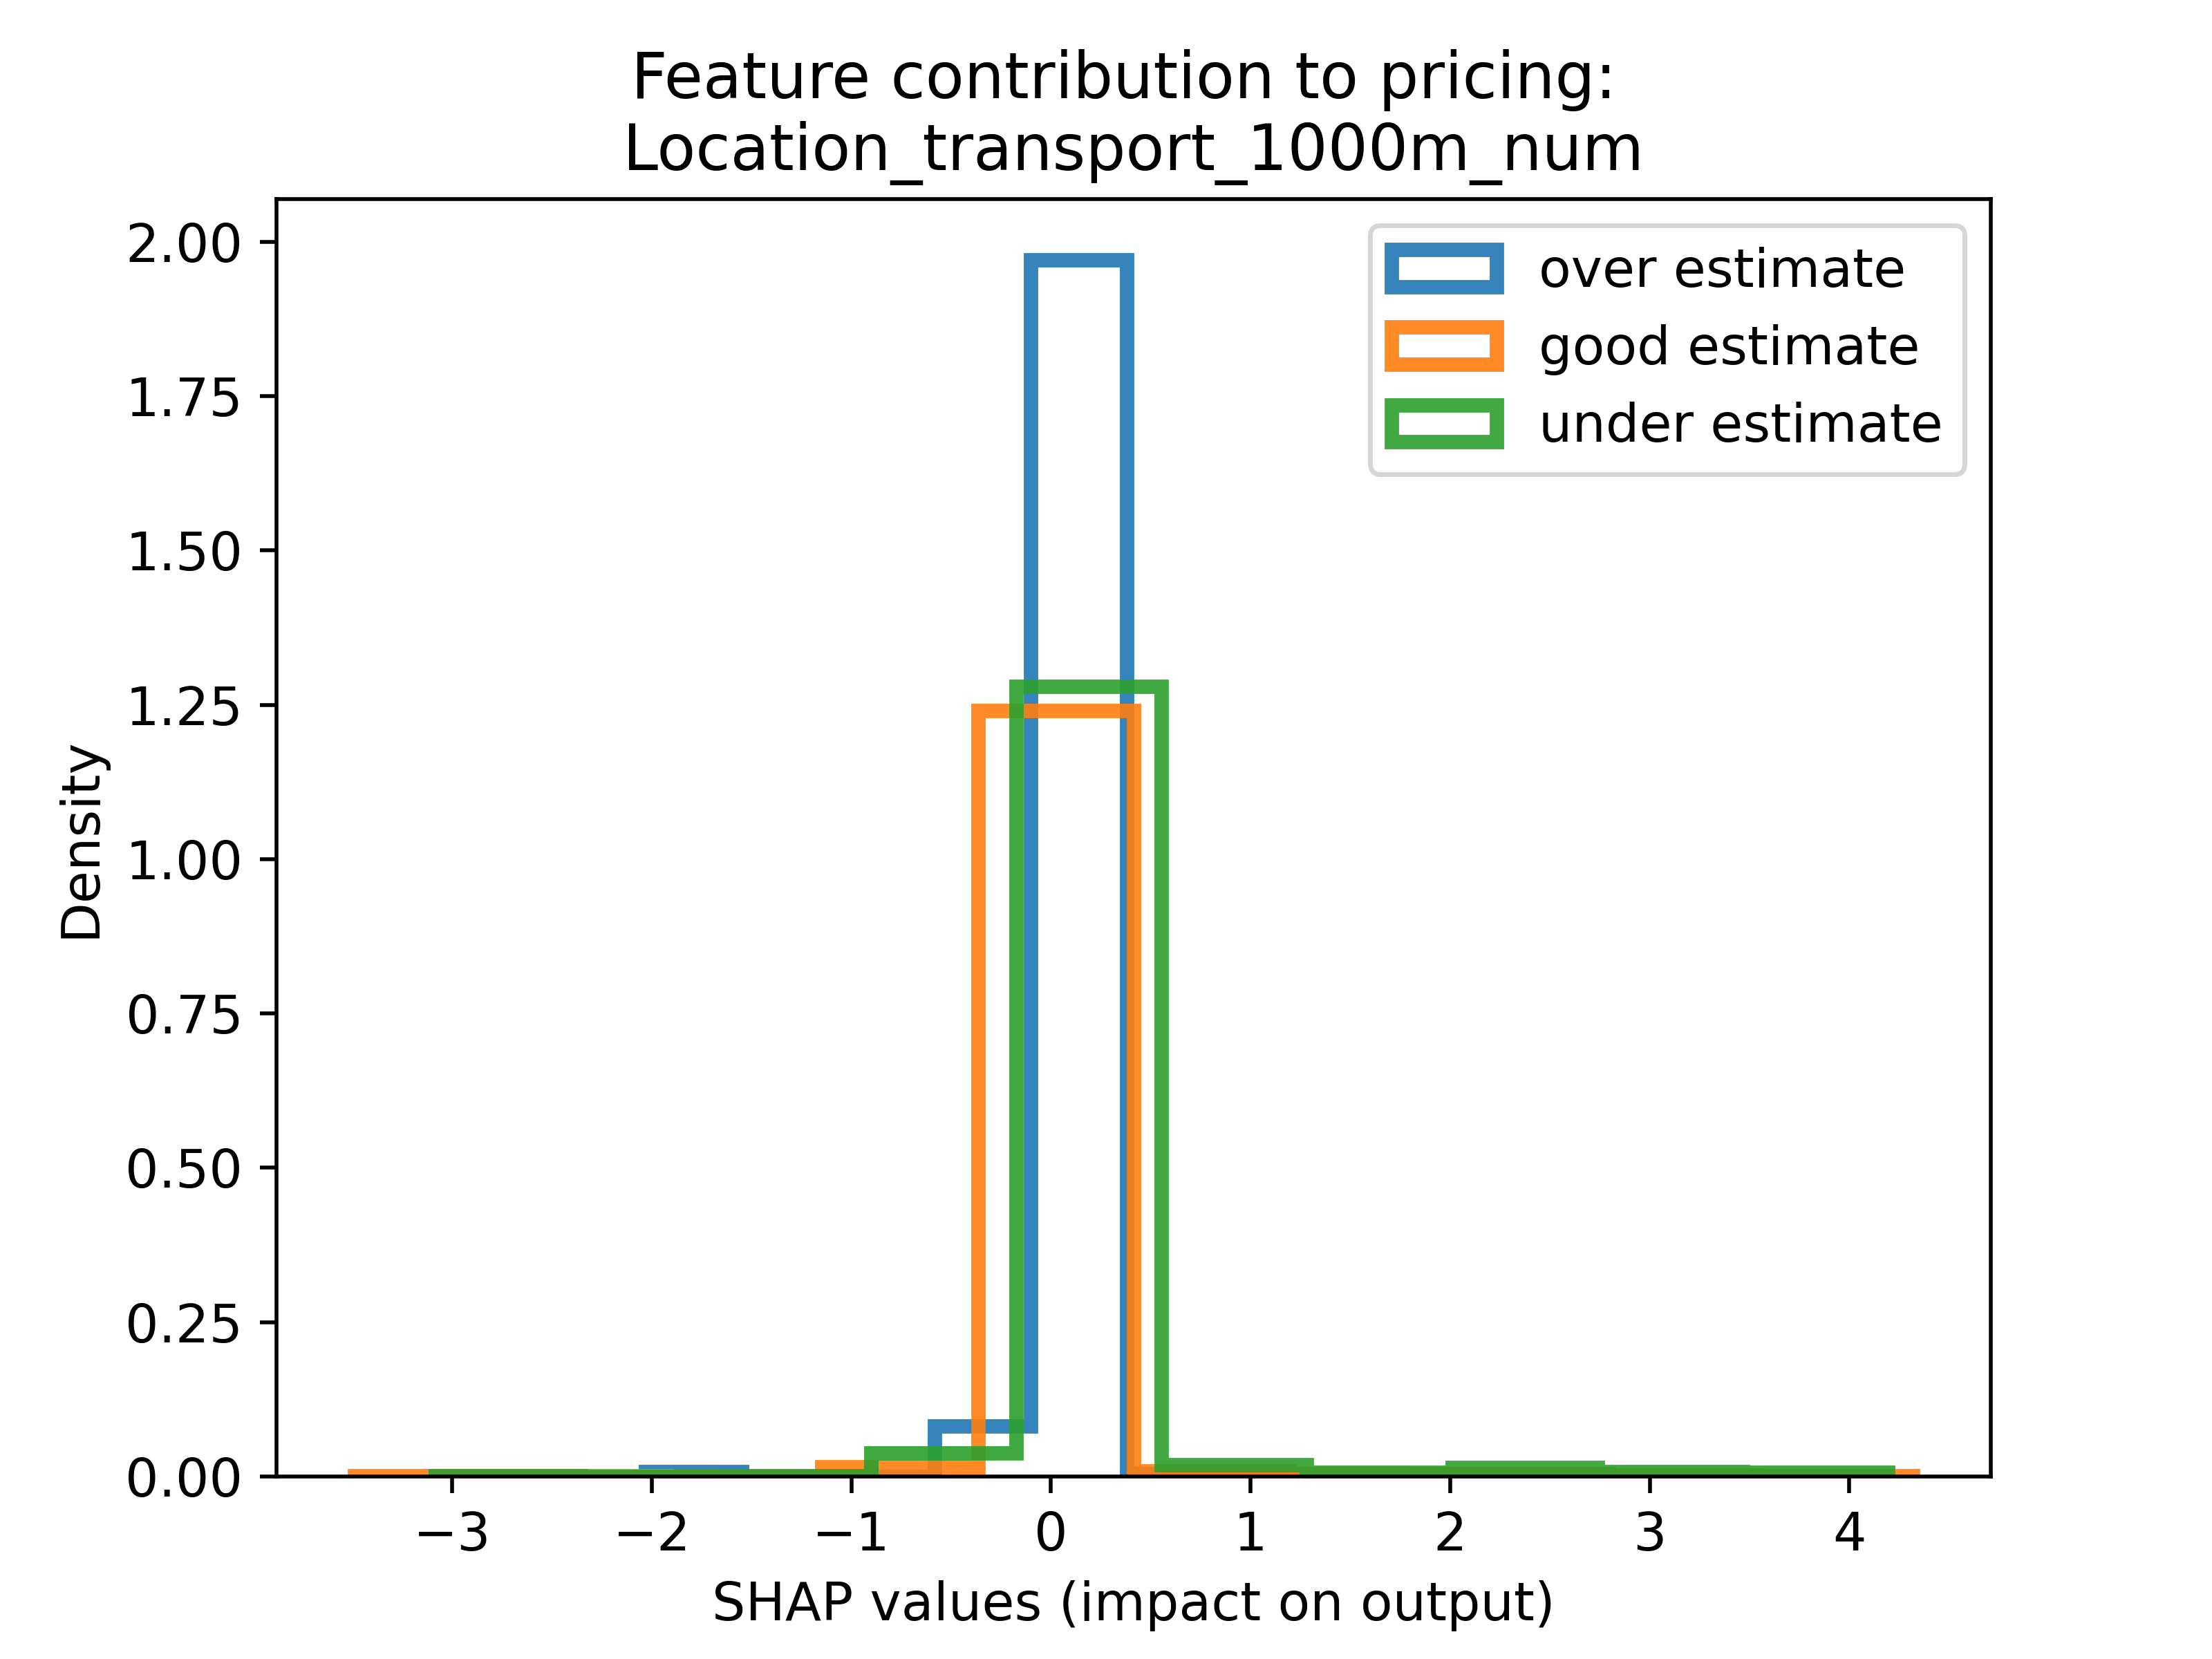 Feature contribution to pricing:
Location_transport_1000m_num
2.00
1.75
1.50
1.25
1.00
0.75
0.50
0.25
0.00
Density
over estimate
good estimate
under estimate
−3
−2
−1
0
1
2
3
4
SHAP values (impact on output)